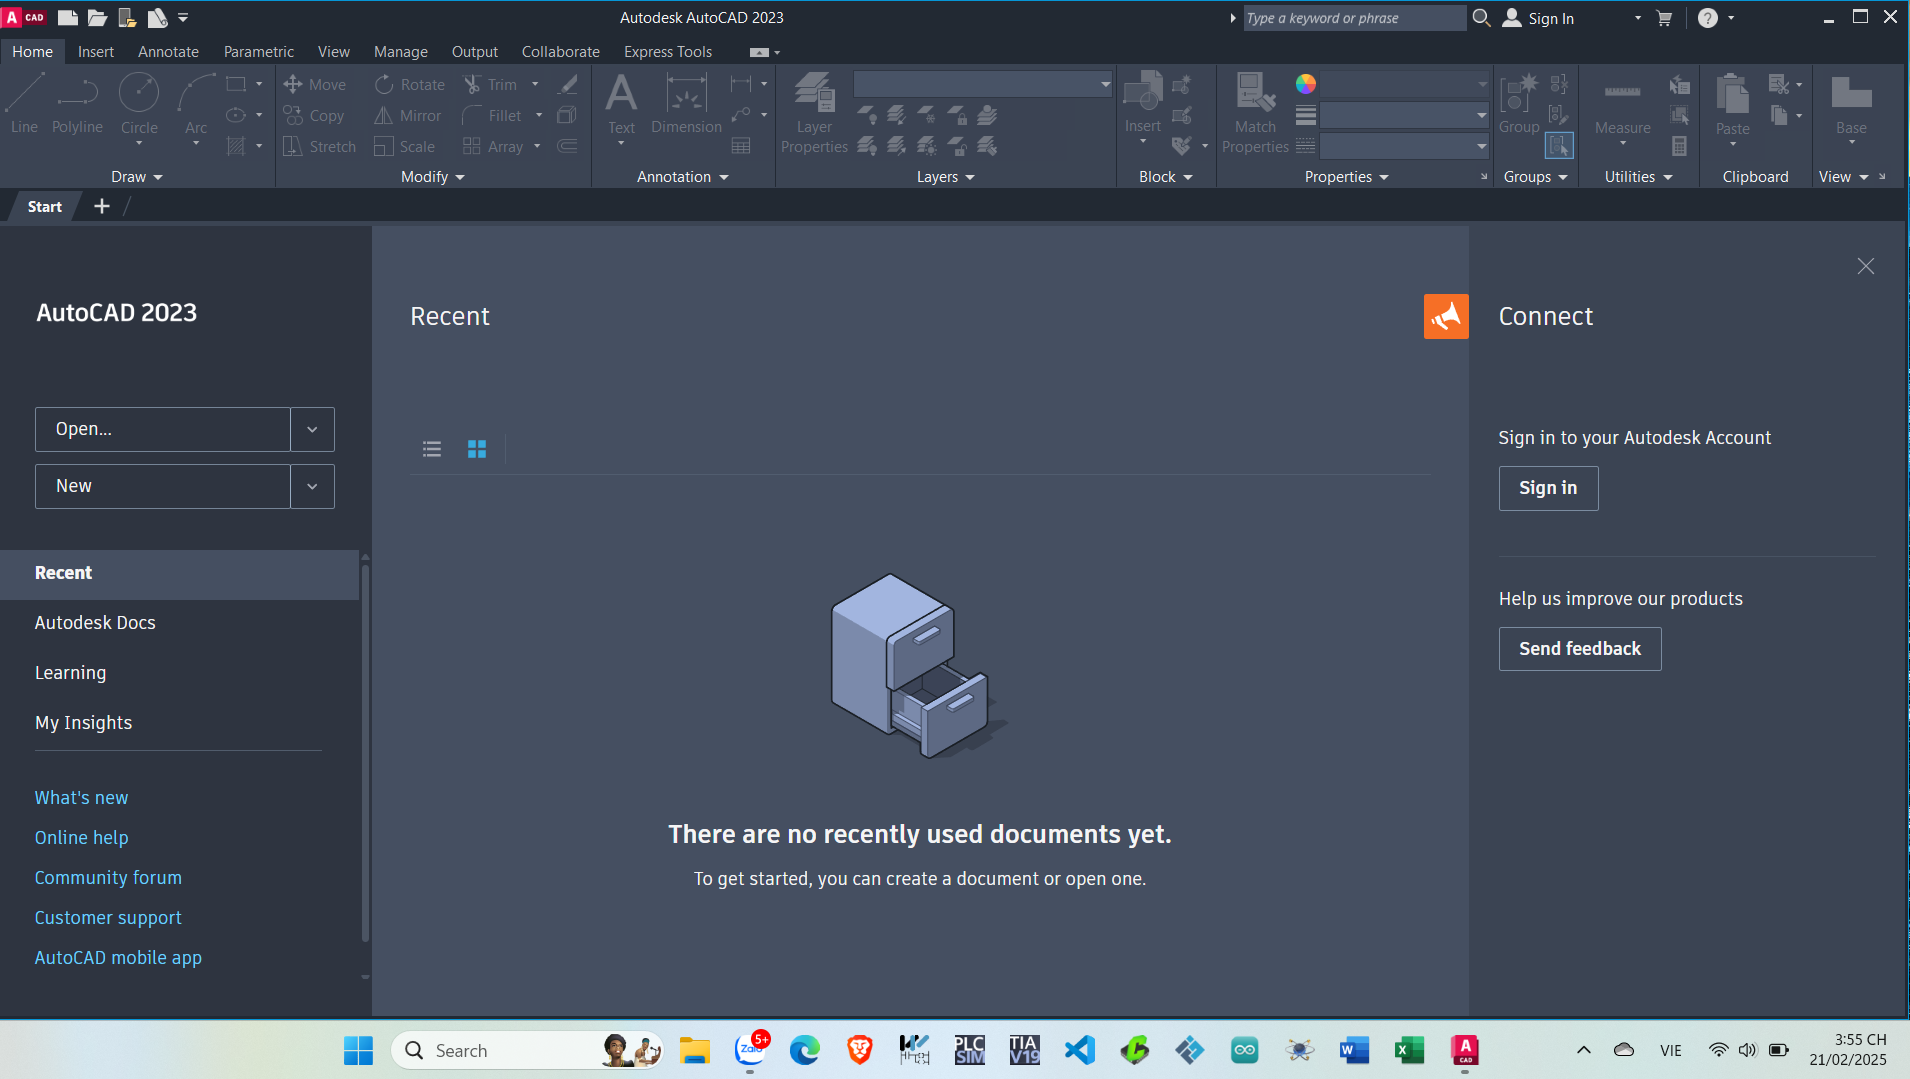 A CAD
Autodesk AutoCAD 2023
Type a keyword or phrase
Sign In
Home Insert Annotate Parametric View Manage Output Collaborate Express Tools
Line Polyline Circle Arc
Draw
Move Rotate Trim
Copy Mirror Fillet
Stretch Scale Array
Modify
Text Dimension
Annotation
Layer
Properties
Layers
Insert
Block
Match
Properties
Properties
Group
Groups
Measure
Utilities
Paste
Clipboard
Base
View
Start
AutoCAD 2023
Open...
New
Recent
Autodesk Docs
Learning
My Insights
What's new
Online help
Community forum
Customer support
AutoCAD mobile app
Recent
There are no recently used documents yet.
To get started, you can create a document or open one.
Connect
Sign in to your Autodesk Account
Sign in
Help us improve our products
Send feedback
Search
Zalo
5+
PLC
SIM
TIA
V19
W
X
A
CAD
VIE
3:55 CH
21/02/2025